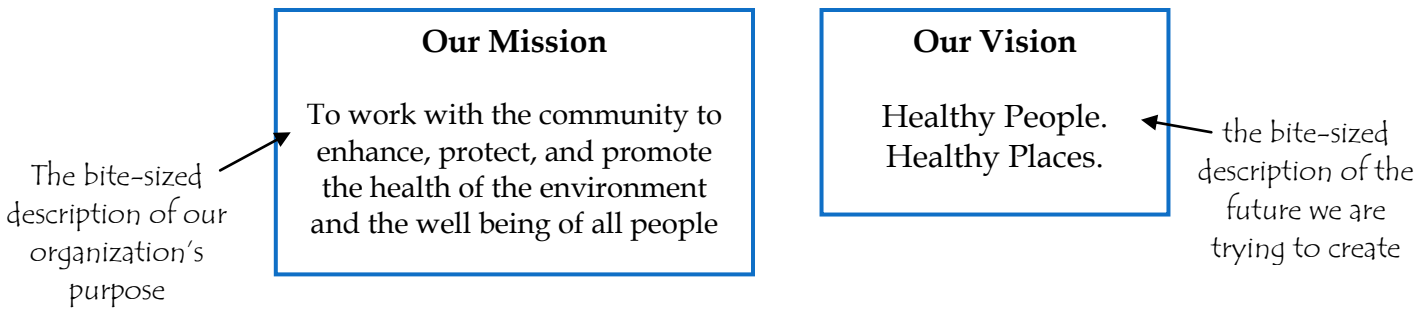 Our Mission
To work with the community to
enhance, protect, and promote
the health of the environment
and the well being of all people
The bite-sized
description of our
organization's
purpose
Our Vision
Healthy People.
Healthy Places.
the bite-sized
description of the
future we are
trying to create